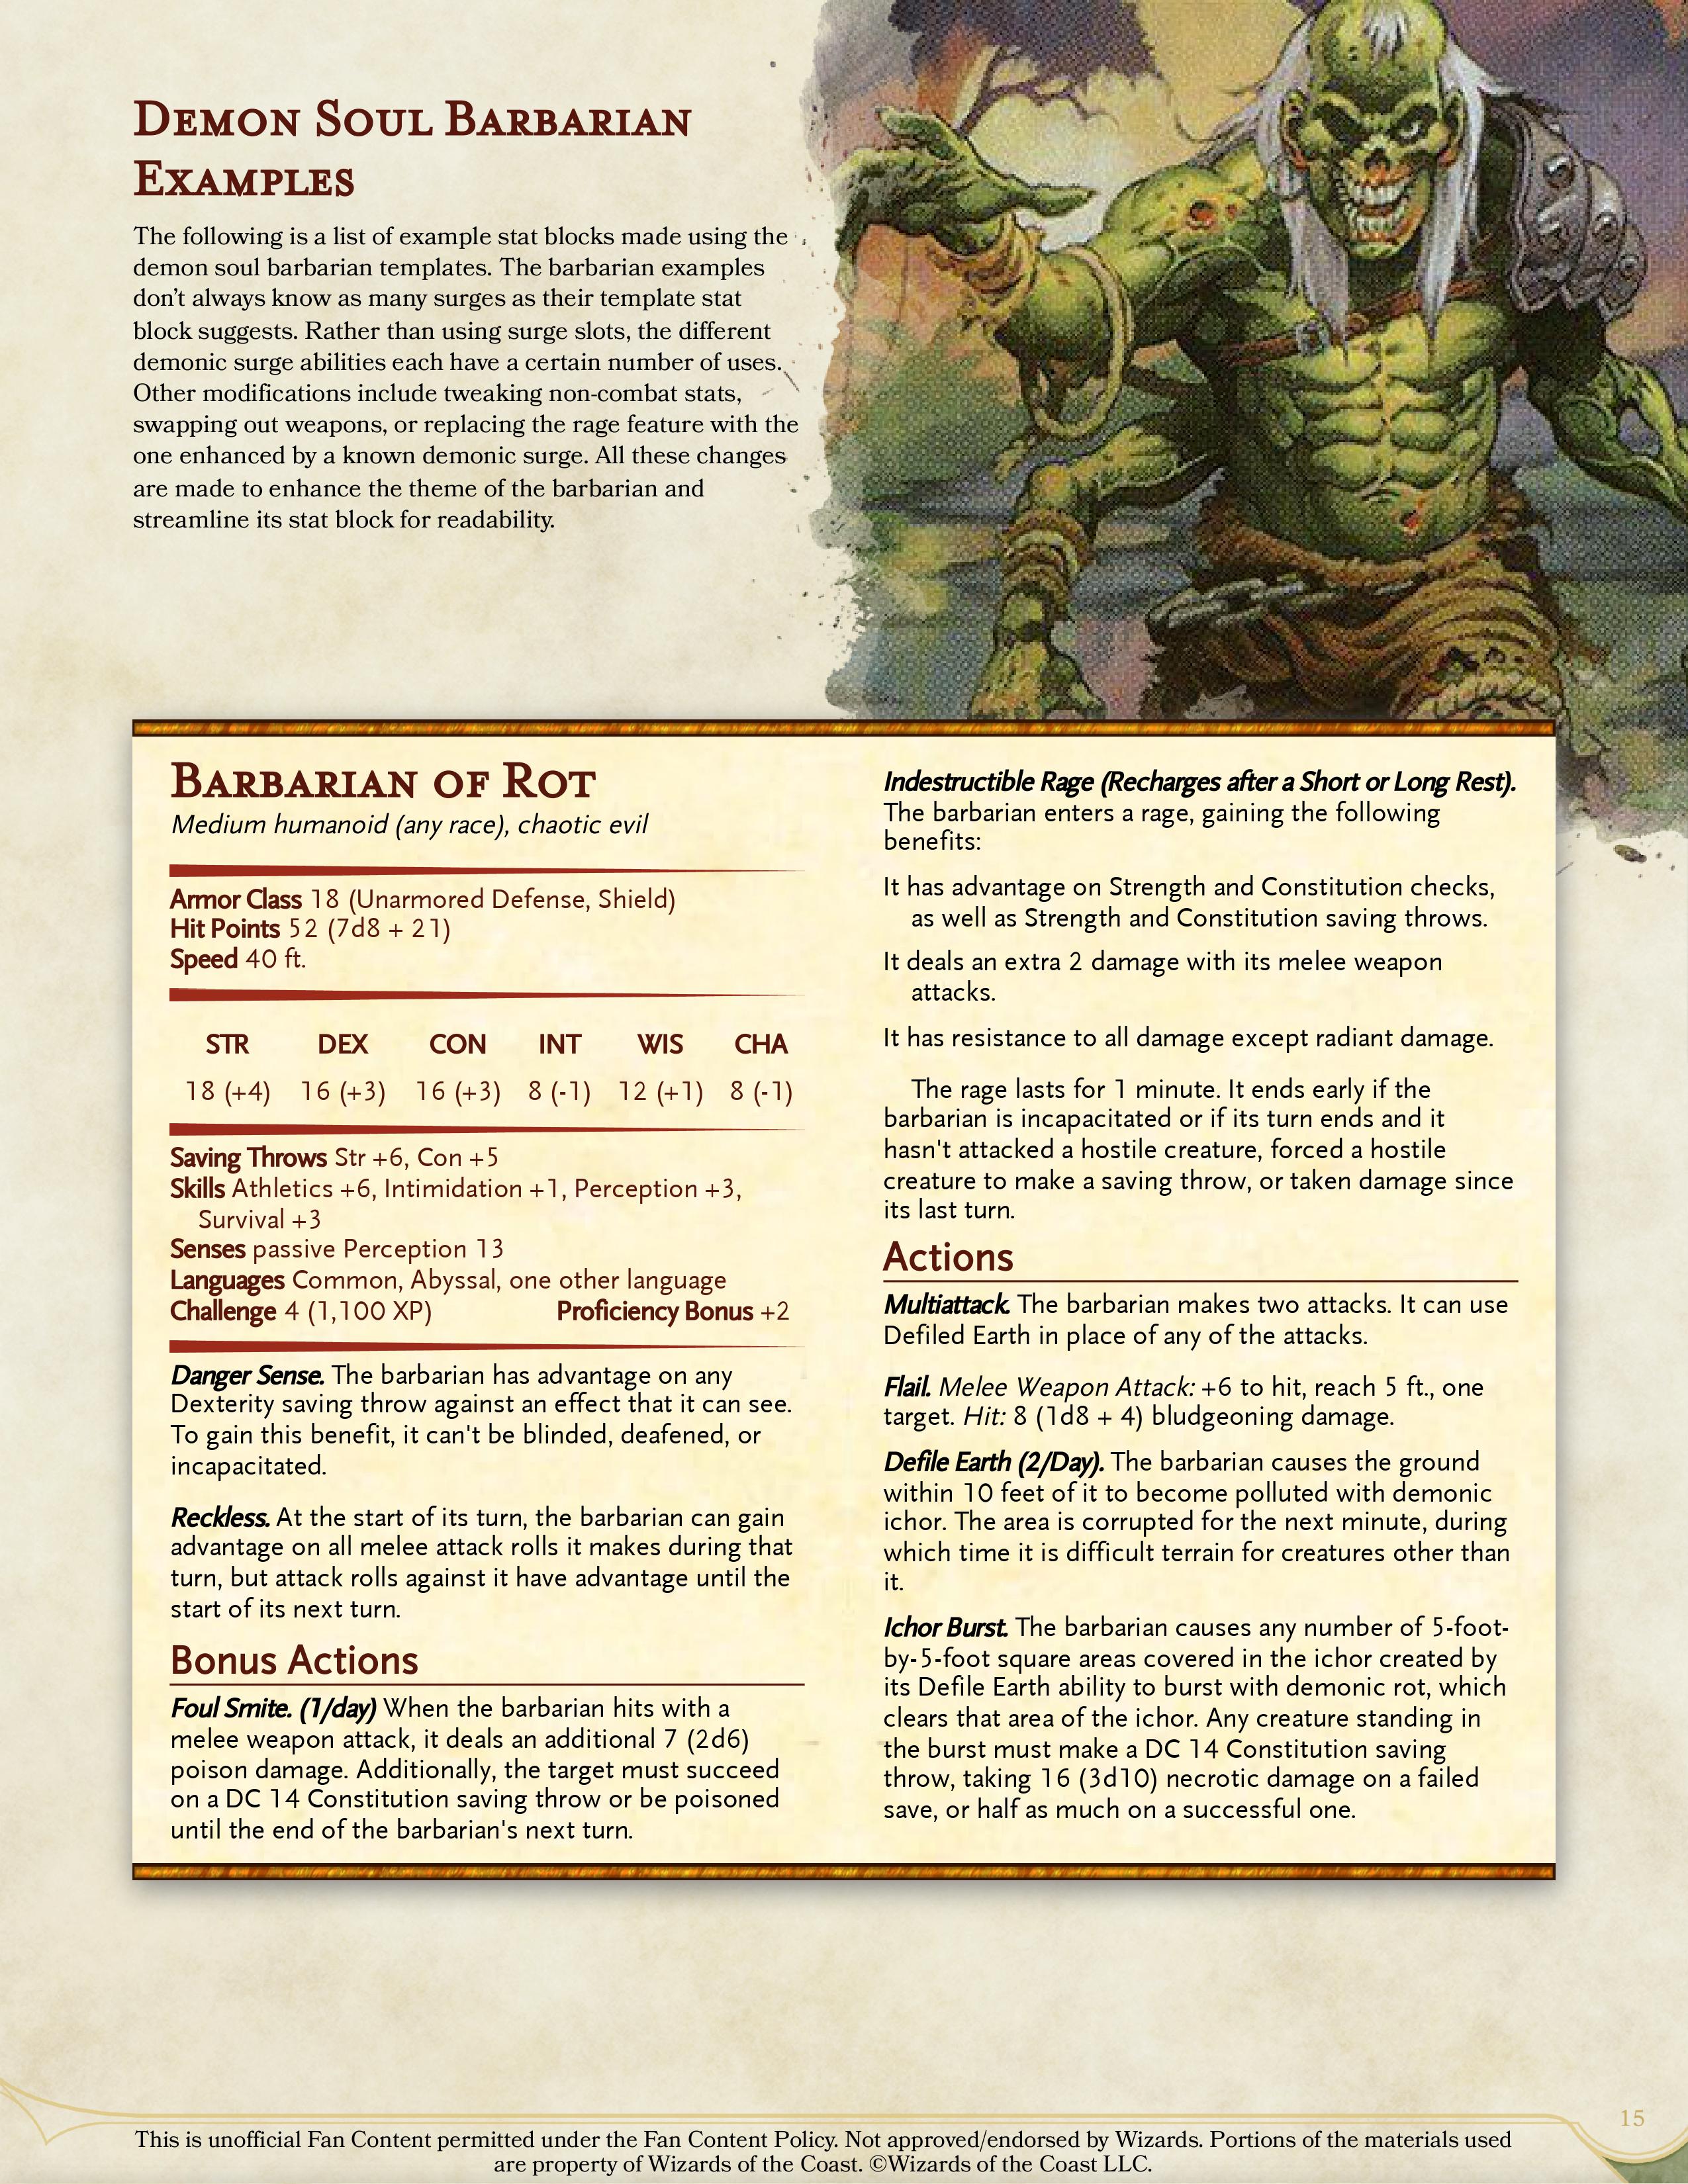 Demon Soul Barbarian
Examples
The following is a list of example stat blocks made using the
demon soul barbarian templates. The barbarian examples
don't always know as many surges as their template stat
block suggests. Rather than using surge slots, the different
demonic surge abilities each have a certain number of uses.
Other modifications include tweaking non-combat stats,
swapping out weapons, or replacing the rage feature with the
one enhanced by a known demonic surge. All these changes
are made to enhance the theme of the barbarian and
streamline its stat block for readability.
Barbarian of Rot
Medium humanoid (any race), chaotic evil
Armor Class 18 (Unarmored Defense, Shield)
Hit Points 52 (7d8 + 21)
Speed 40 ft.
STR DEX CON INT WIS CHA
18 (+4) 16 (+3) 16 (+3) 8 (-1) 12 (+1) 8 (-1)
Saving Throws Str +6, Con +5
Skills Athletics +6, Intimidation +1, Perception +3,
Survival +3
Senses passive Perception 13
Languages Common, Abyssal, one other language
Challenge 4 (1,100 XP) Proficiency Bonus +2
Danger Sense. The barbarian has advantage on any
Dexterity saving throw against an effect that it can see.
To gain this benefit, it can't be blinded, deafened, or
incapacitated.
Reckless. At the start of its turn, the barbarian can gain
advantage on all melee attack rolls it makes during that
turn, but attack rolls against it have advantage until the
start of its next turn.
Bonus Actions
Foul Smite. (1/day) When the barbarian hits with a
melee weapon attack, it deals an additional 7 (2d6)
poison damage. Additionally, the target must succeed
on a DC 14 Constitution saving throw or be poisoned
until the end of the barbarian's next turn.
Indestructible Rage (Recharges after a Short or Long Rest).
The barbarian enters a rage, gaining the following
benefits:
It has advantage on Strength and Constitution checks,
as well as Strength and Constitution saving throws.
It deals an extra 2 damage with its melee weapon
attacks.
It has resistance to all damage except radiant damage.
The rage lasts for 1 minute. It ends early if the
barbarian is incapacitated or if its turn ends and it
hasn't attacked a hostile creature, forced a hostile
creature to make a saving throw, or taken damage since
its last turn.
Actions
Multiattack. The barbarian makes two attacks. It can use
Defiled Earth in place of any of the attacks.
Flail. Melee Weapon Attack: +6 to hit, reach 5 ft., one
target. Hit: 8 (1d8 + 4) bludgeoning damage.
Defile Earth (2/Day). The barbarian causes the ground
within 10 feet of it to become polluted with demonic
ichor. The area is corrupted for the next minute, during
which time it is difficult terrain for creatures other than
it.
Ichor Burst. The barbarian causes any number of 5-foot-
by-5-foot square areas covered in the ichor created by
its Defile Earth ability to burst with demonic rot, which
clears that area of the ichor. Any creature standing in
the burst must make a DC 14 Constitution saving
throw, taking 16 (3d10) necrotic damage on a failed
save, or half as much on a successful one.
15
This is unofficial Fan Content permitted under the Fan Content Policy. Not approved/endorsed by Wizards. Portions of the materials used
are property of Wizards of the Coast. ©Wizards of the Coast LLC.